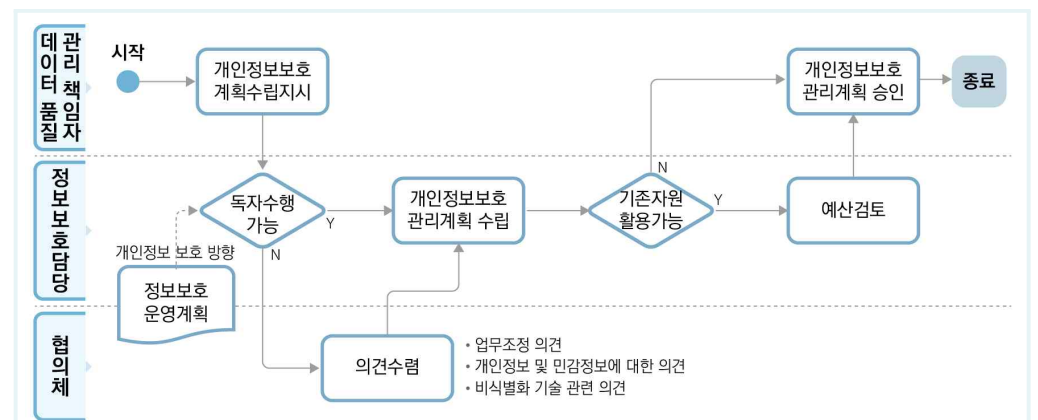 데이터 품질
관리 책임자
시작
개인정보보호
계획수립지시
개인정보보호
관리계획 승인
종료
정보보호담당
독자수행
가능
Y
N
개인정보보호
관리계획 수립
기존자원
활용가능
N
Y
예산검토
개인정보 보호 방향
정보보호
운영계획
협의체
의견수렴
• 업무조정 의견
• 개인정보 및 민감정보에 대한 의견
• 비식별화 기술 관련 의견